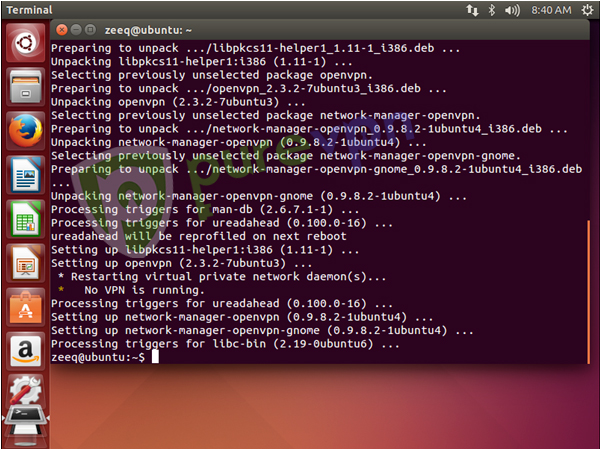 Terminal
8:40 AM
zeeq@ubuntu: ~
Preparing to unpack .../libpkcs11-helper1_1.11-1_i386.deb ...
Unpacking libpkcs11-helper1:i386 (1.11-1) ...
Selecting previously unselected package openvpn.
Preparing to unpack .../openvpn_2.3.2-7ubuntu3_i386.deb ...
Unpacking openvpn (2.3.2-7ubuntu3) ...
Selecting previously unselected package network-manager-openvpn.
Preparing to unpack .../network-manager-openvpn_0.9.8.2-1ubuntu4_i386.deb ...
Unpacking network-manager-openvpn (0.9.8.2-1ubuntu4) ...
Selecting previously unselected package network-manager-openvpn-gnome.
Preparing to unpack .../network-manager-openvpn-gnome_0.9.8.2-1ubuntu4_i386.deb
...
Unpacking network-manager-openvpn-gnome (0.9.8.2-1ubuntu4) ...
Processing triggers for man-db (2.6.7.1-1) ...
Processing triggers for ureadahead (0.100.0-16) ...
ureadahead will be reprofiled on next reboot
Setting up libpkcs11-helper1:i386 (1.11-1) ...
Setting up openvpn (2.3.2-7ubuntu3) ...
 * Restarting virtual private network daemon(s)...
 *   No VPN is running.
Processing triggers for ureadahead (0.100.0-16) ...
Setting up network-manager-openvpn (0.9.8.2-1ubuntu4) ...
Setting up network-manager-openvpn-gnome (0.9.8.2-1ubuntu4) ...
Processing triggers for libc-bin (2.19-0ubuntu6) ...
zeeq@ubuntu:~$
purevpn